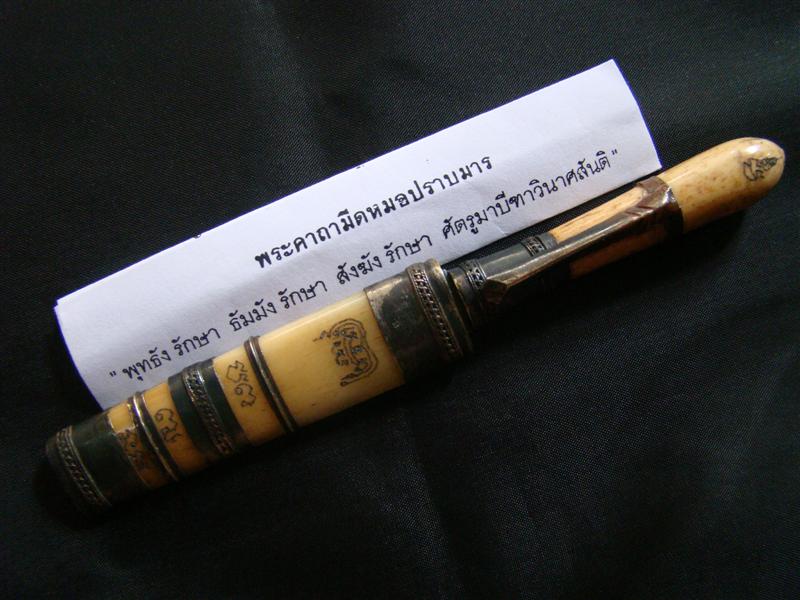 พระคาถามีดหมอปราบมาร
" พุทธัง รักษา ธัมมัง รักษา สังฆัง รักษา ศัตรูมาบีฑาวินาศสันติ "